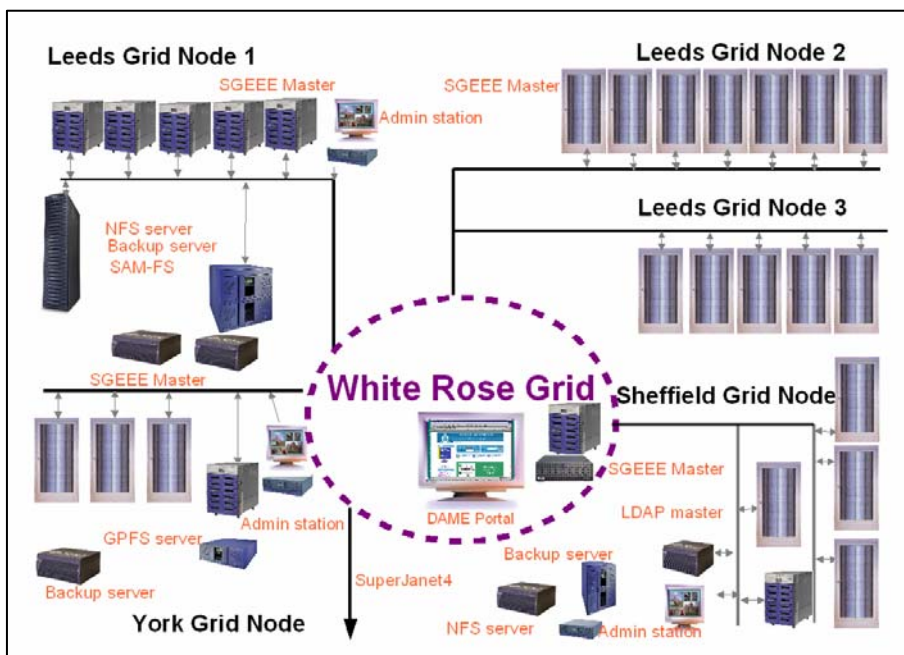 Leeds Grid Node 1
SGEEE Master
Admin station
NFS server
Backup server
SAM-FS
Leeds Grid Node 2
SGEEE Master
Leeds Grid Node 3
White Rose Grid
DAME Portal
SGEEE Master
Admin station
GPFS server
Backup server
York Grid Node
SuperJanet4
Sheffield Grid Node
SGEEE Master
LDAP master
Backup server
NFS server
Admin station